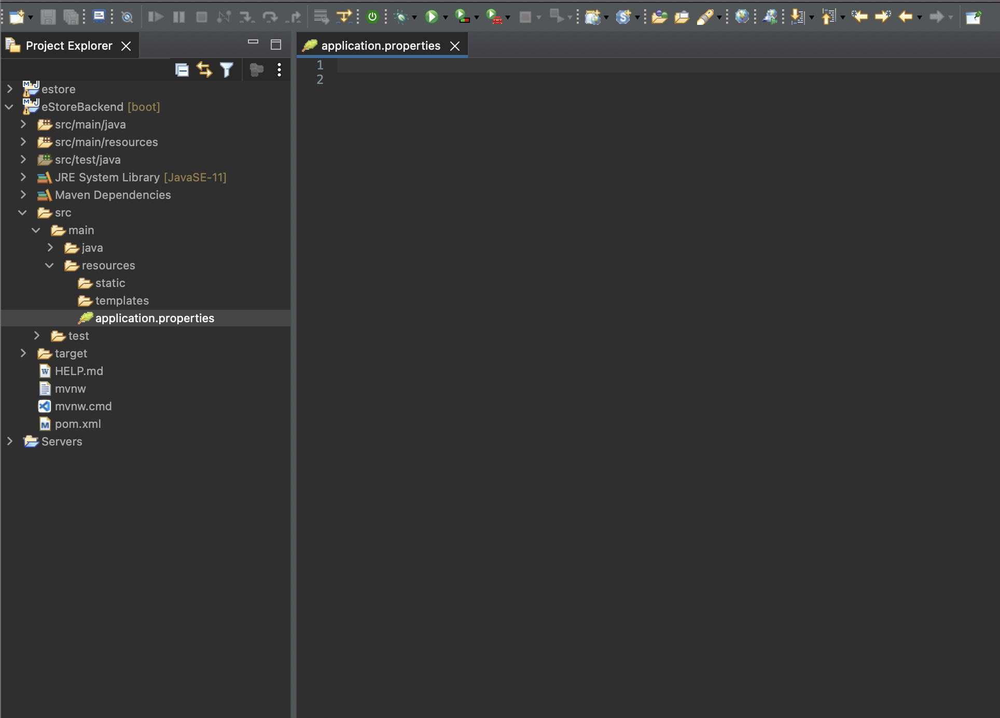 Project Explorer
application.properties
1
2
estore
eStoreBackend [boot]
src/main/java
src/main/resources
src/test/java
JRE System Library [JavaSE-11]
Maven Dependencies
src
main
java
resources
static
templates
application.properties
test
target
HELP.md
mvnw
mvnw.cmd
pom.xml
Servers